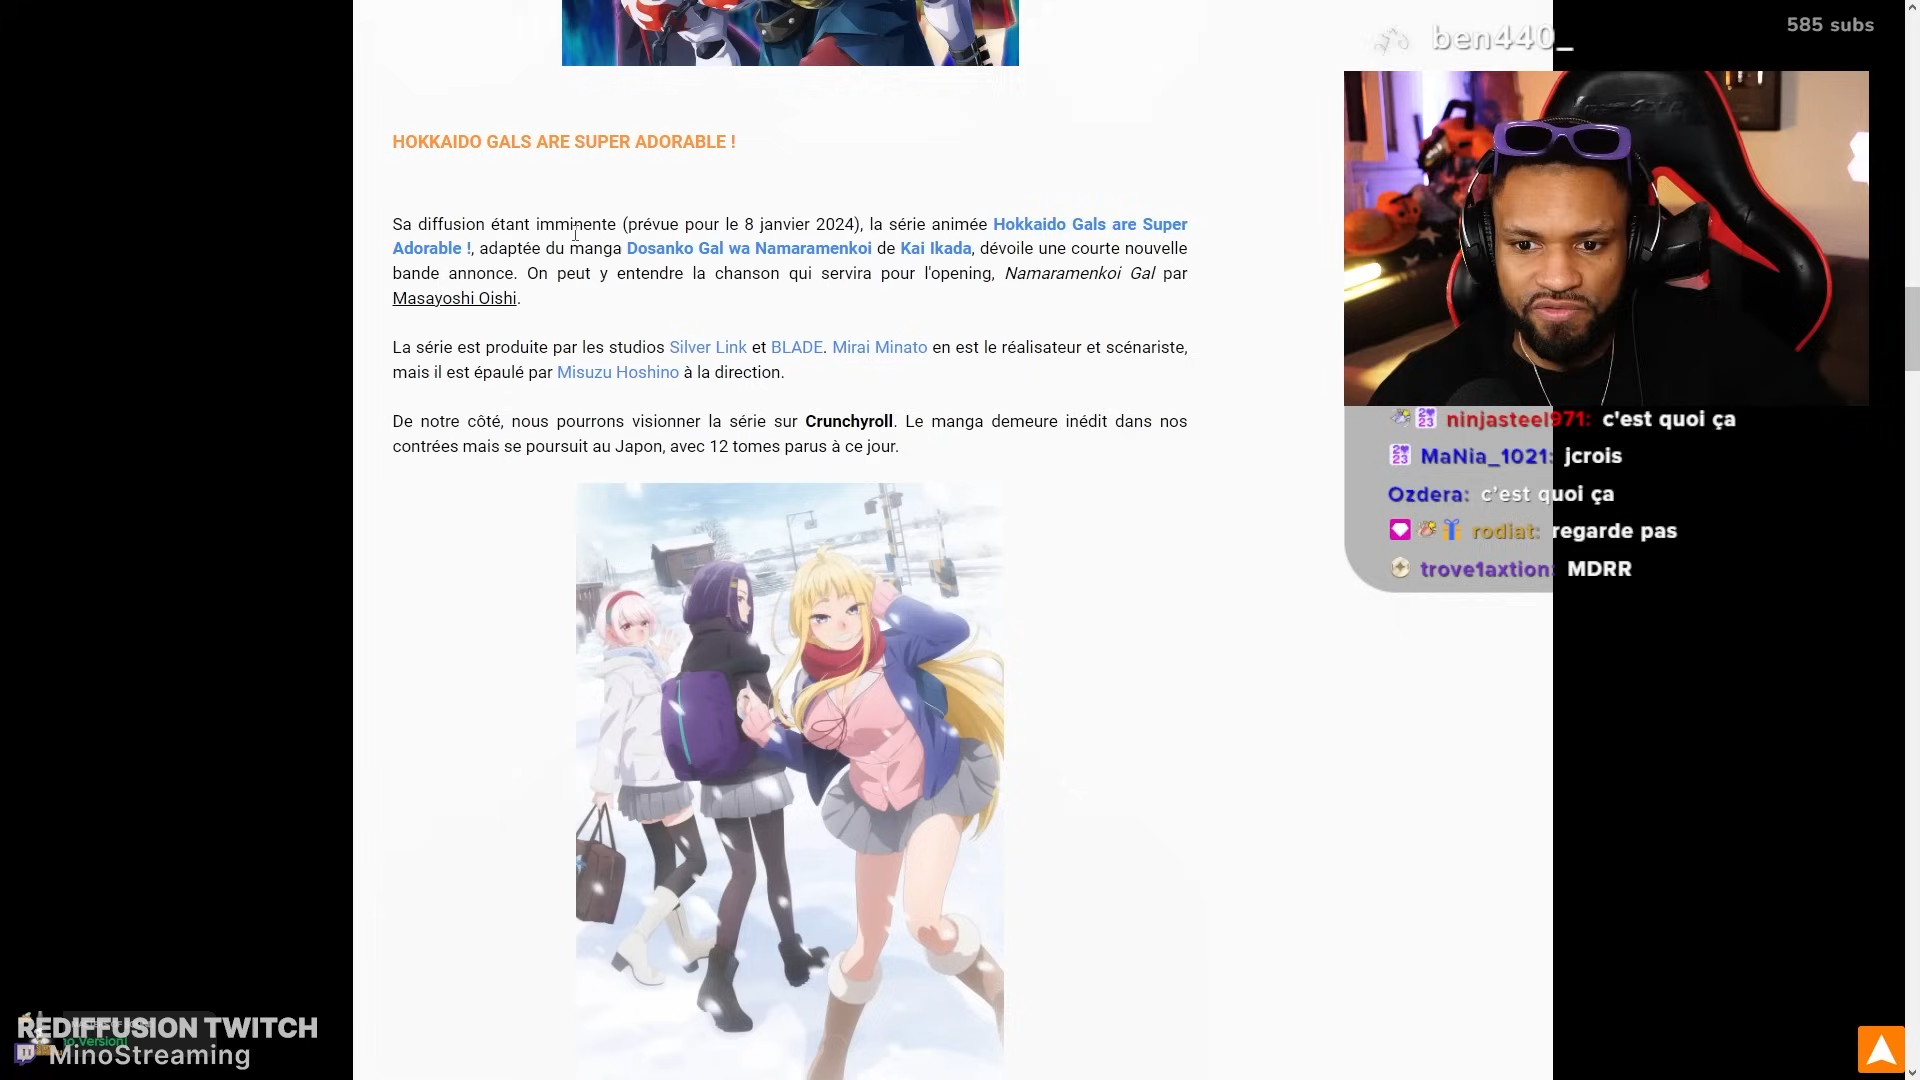 585 subs
ben440_
HOKKAIDO GALS ARE SUPER ADORABLE !
Sa diffusion étant imminente (prévue pour le 8 janvier 2024), la série animée Hokkaido Gals are Super
Adorable !, adaptée du manga Dosanko Gal wa Namaramenkoi de Kai Ikada, dévoile une courte nouvelle
bande annonce. On peut y entendre la chanson qui servira pour l'opening, Namaramenkoi Gal par
Masayoshi Oishi.
La série est produite par les studios Silver Link et BLADE. Mirai Minato en est le réalisateur et scénariste,
mais il est épaulé par Misuzu Hoshino à la direction.
De notre côté, nous pourrons visionner la série sur Crunchyroll. Le manga demeure inédit dans nos
contrées mais se poursuit au Japon, avec 12 tomes parus à ce jour.
2023 ninjasteel971: c'est quoi ça
2023 MaNia_1021: jcrois
Ozdera: c'est quoi ça
rodiat: regarde pas
trove1axtion: MDRR
REDIFFUSION TWITCH
MinoStreaming